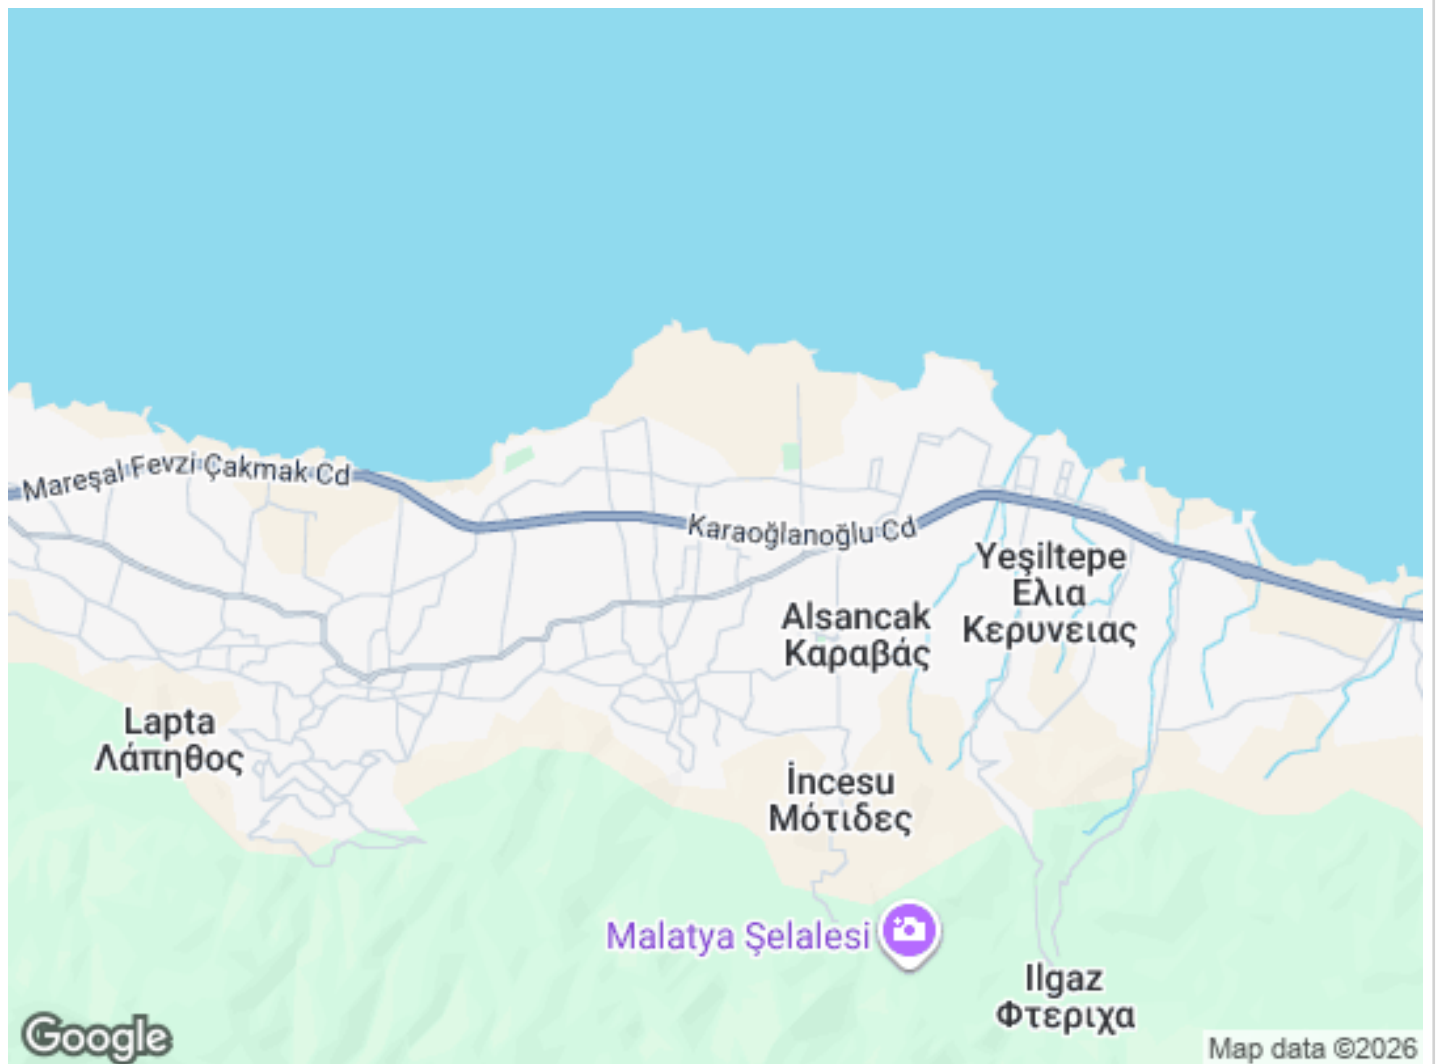 Mareşal Fevzi Çakmak Cd
Karaoğlanoğlu Cd
Yeşiltepe
Ελια
Κερυνειας
Alsancak
Καραβάς
Lapta
Λάπηθος
İncesu
Μότιδες
Malatya Şelalesi
Ilgaz
Φτεριχα
Google
Map data ©2026